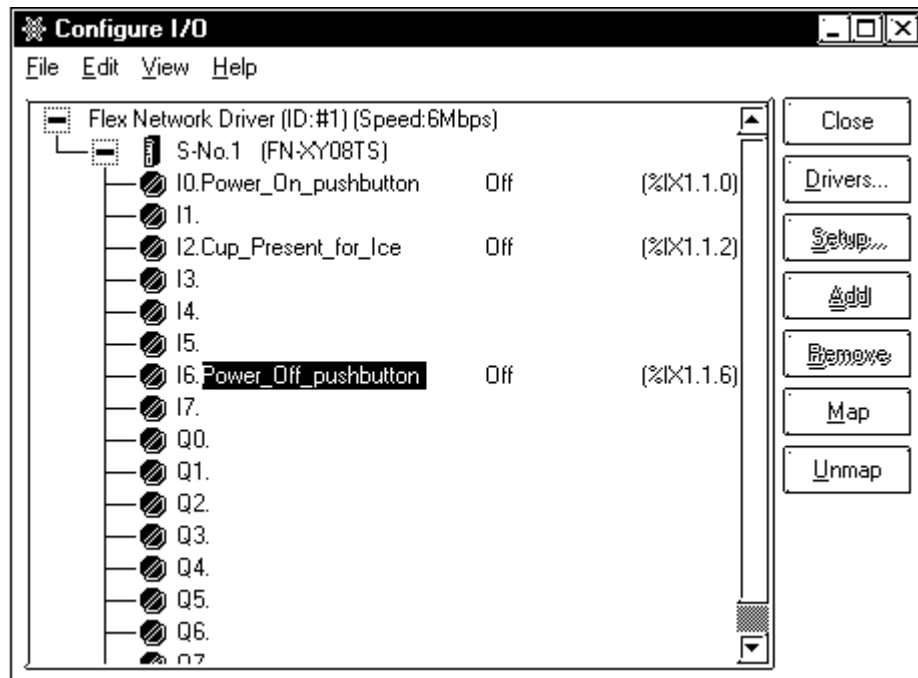 Configure I/O
File Edit View Help
Flex Network Driver (ID:#1) (Speed:6Mbps)
S-No.1 (FN-XY08TS)
I0.Power_On_pushbutton Off (%IX1.1.0)
I1.
I2.Cup_Present_for_Ice Off (%IX1.1.2)
I3.
I4.
I5.
I6.Power_Off_pushbutton Off (%IX1.1.6)
I7.
Q0.
Q1.
Q2.
Q3.
Q4.
Q5.
Q6.
Q7
Close
Drivers...
Setup...
Add
Remove
Map
Unmap